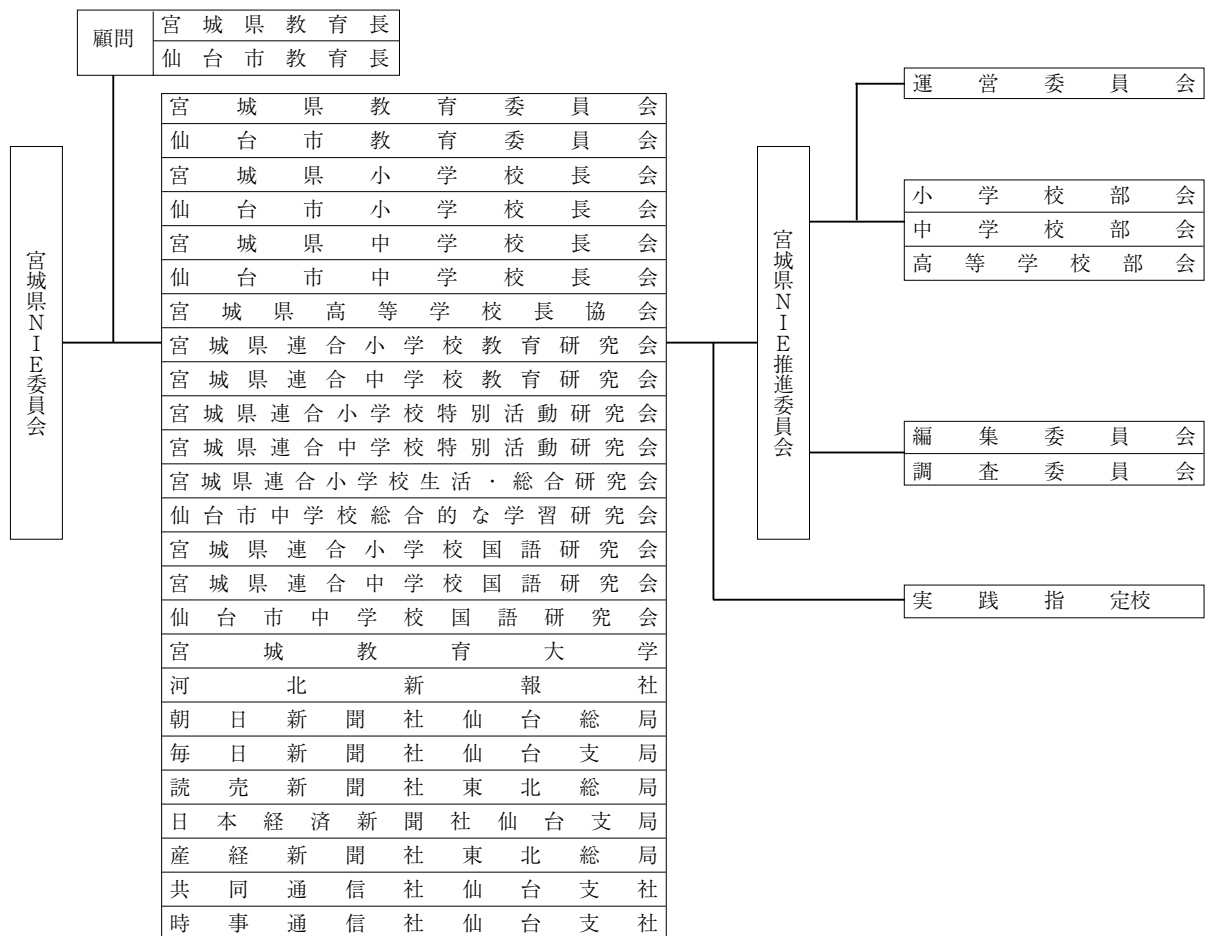 顧問
宮城県教育長
仙台市教育長
宮城県NIE委員会
宮城県教育委員会
仙台市教育委員会
宮城県小学校長会
仙台市小学校長会
宮城県中学校長会
仙台市中学校長会
宮城県高等学校長協会
宮城県連合小学校教育研究会
宮城県連合中学校教育研究会
宮城県連合小学校特別活動研究会
宮城県連合中学校特別活動研究会
宮城県連合小学校生活・総合研究会
仙台市中学校総合的な学習研究会
宮城県連合小学校国語研究会
宮城県連合中学校国語研究会
仙台市中学校国語研究会
宮城教育大学
河北新報社
朝日新聞社仙台総局
毎日新聞社仙台支局
読売新聞社東北総局
日本経済新聞社仙台支局
産経新聞社東北総局
共同通信社仙台支社
時事通信社仙台支社
宮城県NIE推進委員会
運営委員会
小学校部会
中学校部会
高等学校部会
編集委員会
調査委員会
実践指定校